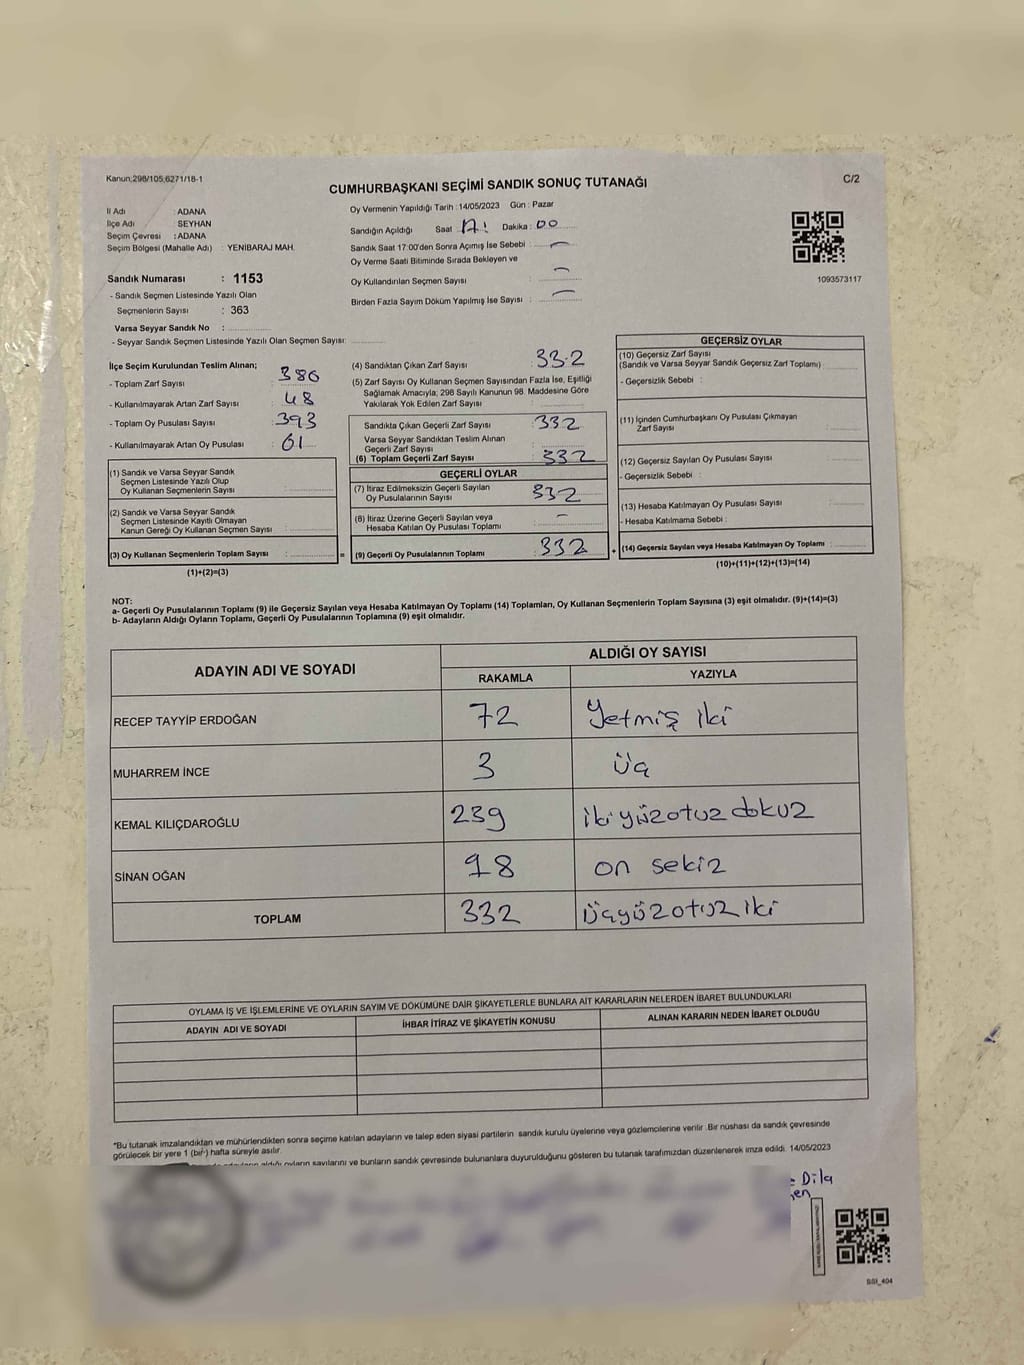 Kanun:298/105,6271/18-1
C/2
CUMHURBAŞKANI SEÇİMİ SANDIK SONUÇ TUTANAĞI
İl Adı : ADANA
İlçe Adı : SEYHAN
Seçim Çevresi : ADANA
Seçim Bölgesi (Mahalle Adı) : YENİBARAJ MAH.
Oy Vermenin Yapıldığı Tarih : 14/05/2023 Gün : Pazar
Sandığın Açıldığı Saat 17: Dakika : 00
Sandık Saat 17:00'den Sonra Açımış İse Sebebi : —
Oy Verme Saati Bitiminde Sırada Bekleyen ve
Oy Kullandırılan Seçmen Sayısı : —
Birden Fazla Sayım Döküm Yapılmış İse Sayısı : —
1093573117
Sandık Numarası : 1153
- Sandık Seçmen Listesinde Yazılı Olan
Seçmenlerin Sayısı : 363
Varsa Seyyar Sandık No :
- Seyyar Sandık Seçmen Listesinde Yazılı Olan Seçmen Sayısı:
İlçe Seçim Kurulundan Teslim Alınan;
- Toplam Zarf Sayısı : 380
- Kullanılmayarak Artan Zarf Sayısı : 48
- Toplam Oy Pusulası Sayısı : 393
- Kullanılmayarak Artan Oy Pusulası : 61
(1) Sandık ve Varsa Seyyar Sandık
Seçmen Listesinde Yazılı Olup
Oy Kullanan Seçmenlerin Sayısı :
(2) Sandık ve Varsa Seyyar Sandık
Seçmen Listesinde Kayıtlı Olmayan
Kanun Gereği Oy Kullanan Seçmen Sayısı :
(3) Oy Kullanan Seçmenlerin Toplam Sayısı : =
(1)+(2)=(3)
(4) Sandıktan Çıkan Zarf Sayısı : 332
(5) Zarf Sayısı Oy Kullanan Seçmen Sayısından Fazla İse, Eşitliği
Sağlamak Amacıyla; 298 Sayılı Kanunun 98. Maddesine Göre
Yakılarak Yok Edilen Zarf Sayısı :
Sandıkta Çıkan Geçerli Zarf Sayısı : 332
Varsa Seyyar Sandıktan Teslim Alınan
Geçerli Zarf Sayısı :
(6) Toplam Geçerli Zarf Sayısı : 332
GEÇERLİ OYLAR
(7) İtiraz Edilmeksizin Geçerli Sayılan
Oy Pusulalarının Sayısı : 332
(8) İtiraz Üzerine Geçerli Sayılan veya
Hesaba Katılan Oy Pusulası Toplamı : -
(9) Geçerli Oy Pusulalarının Toplamı : 332 +
GEÇERSİZ OYLAR
(10) Geçersiz Zarf Sayısı
(Sandık ve Varsa Seyyar Sandık Geçersiz Zarf Toplamı) :
- Geçersizlik Sebebi :
(11) İçinden Cumhurbaşkanı Oy Pusulası Çıkmayan
Zarf Sayısı :
(12) Geçersiz Sayılan Oy Pusulası Sayısı :
- Geçersizlik Sebebi :
(13) Hesaba Katılmayan Oy Pusulası Sayısı :
- Hesaba Katılmama Sebebi :
(14) Geçersiz Sayılan veya Hesaba Katılmayan Oy Toplamı :
(10)+(11)+(12)+(13)=(14)
NOT:
a- Geçerli Oy Pusulalarının Toplamı (9) ile Geçersiz Sayılan veya Hesaba Katılmayan Oy Toplamı (14) Toplamları, Oy Kullanan Seçmenlerin Toplam Sayısına (3) eşit olmalıdır. (9)+(14)=(3)
b- Adayların Aldığı Oyların Toplamı, Geçerli Oy Pusulalarının Toplamına (9) eşit olmalıdır.
ADAYIN ADI VE SOYADI
ALDIĞI OY SAYISI
RAKAMLA YAZIYLA
RECEP TAYYİP ERDOĞAN 72 Yetmiş iki
MUHARREM İNCE 3 üç
KEMAL KILIÇDAROĞLU 239 ikiyüzotuzdokuz
SİNAN OĞAN 18 on sekiz
TOPLAM 332 üçyüzotuziki
OYLAMA İŞ VE İŞLEMLERİNE VE OYLARIN SAYIM VE DÖKÜMÜNE DAİR ŞİKAYETLERLE BUNLARA AİT KARARLARIN NELERDEN İBARET BULUNDUKLARI
ADAYIN ADI VE SOYADI İHBAR İTİRAZ VE ŞİKAYETİN KONUSU ALINAN KARARIN NEDEN İBARET OLDUĞU
*Bu tutanak imzalandıktan ve mühürlendikten sonra seçime katılan adayların ve talep eden siyasi partilerin sandık kurulu üyelerine veya gözlemcilerine verilir .Bir nüshası da sandık çevresinde
görülecek bir yere 1 (bir) hafta süreyle asılır.
aldığı oyların sayılarını ve bunların sandık çevresinde bulunanlara duyurulduğunu gösteren bu tutanak tarafımızdan düzenlenerek imza edildi. 14/05/2023
Dila
SSI_404